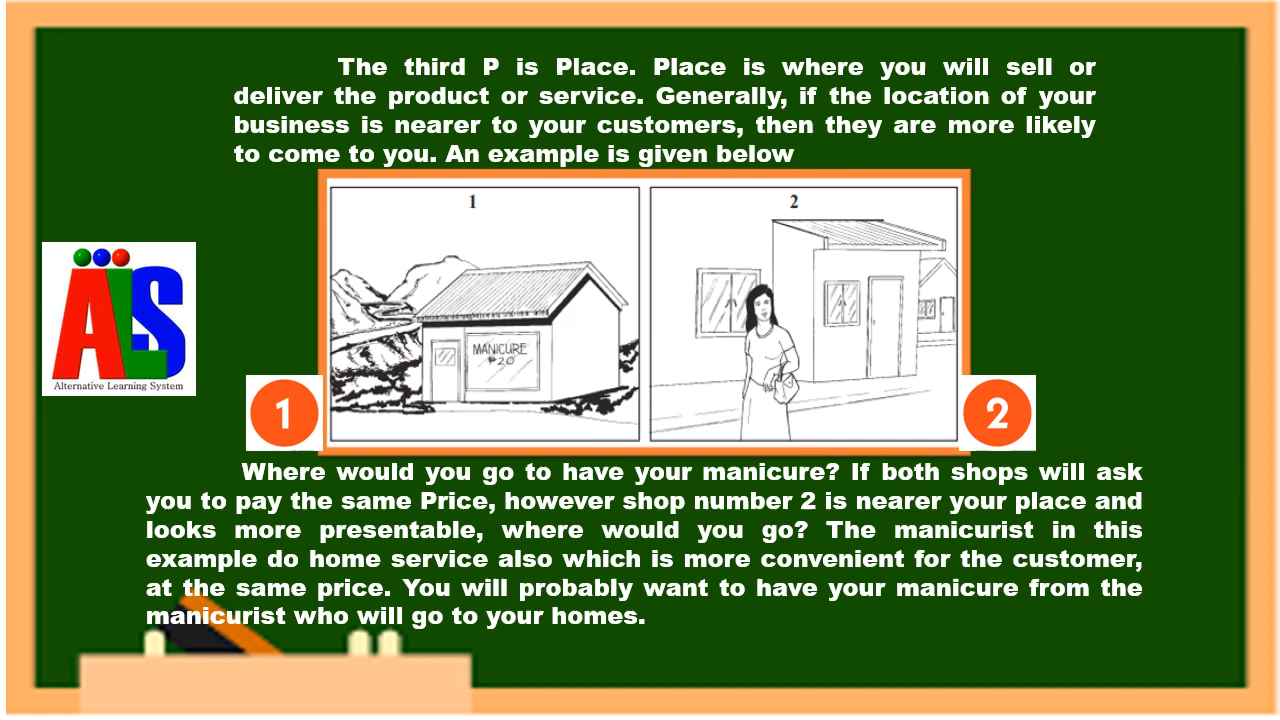 The third P is Place. Place is where you will sell or
deliver the product or service. Generally, if the location of your
business is nearer to your customers, then they are more likely
to come to you. An example is given below
1
2
MANICURE
₱20
ALS
Alternative Learning System
1
2
Where would you go to have your manicure? If both shops will ask
you to pay the same Price, however shop number 2 is nearer your place and
looks more presentable, where would you go? The manicurist in this
example do home service also which is more convenient for the customer,
at the same price. You will probably want to have your manicure from the
manicurist who will go to your homes.